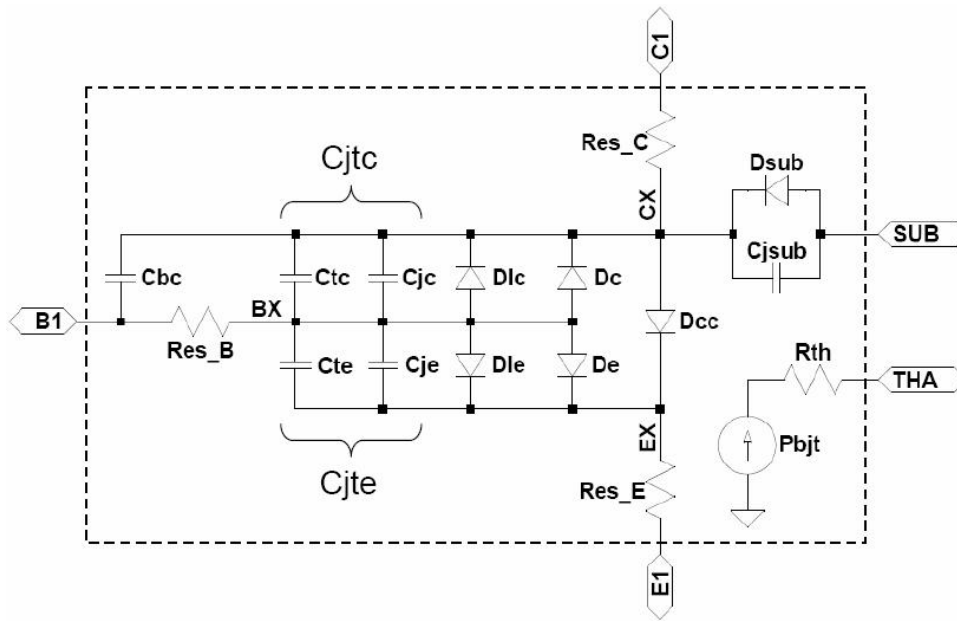 C1
Res_C
Cjtc
Dsub
CX
SUB
Cjsub
Cbc
Ctc
Cjc
Dlc
Dc
B1
BX
Dcc
Res_B
Rth
Cte
Cje
Dle
De
THA
EX
Pbjt
Cjte
Res_E
E1